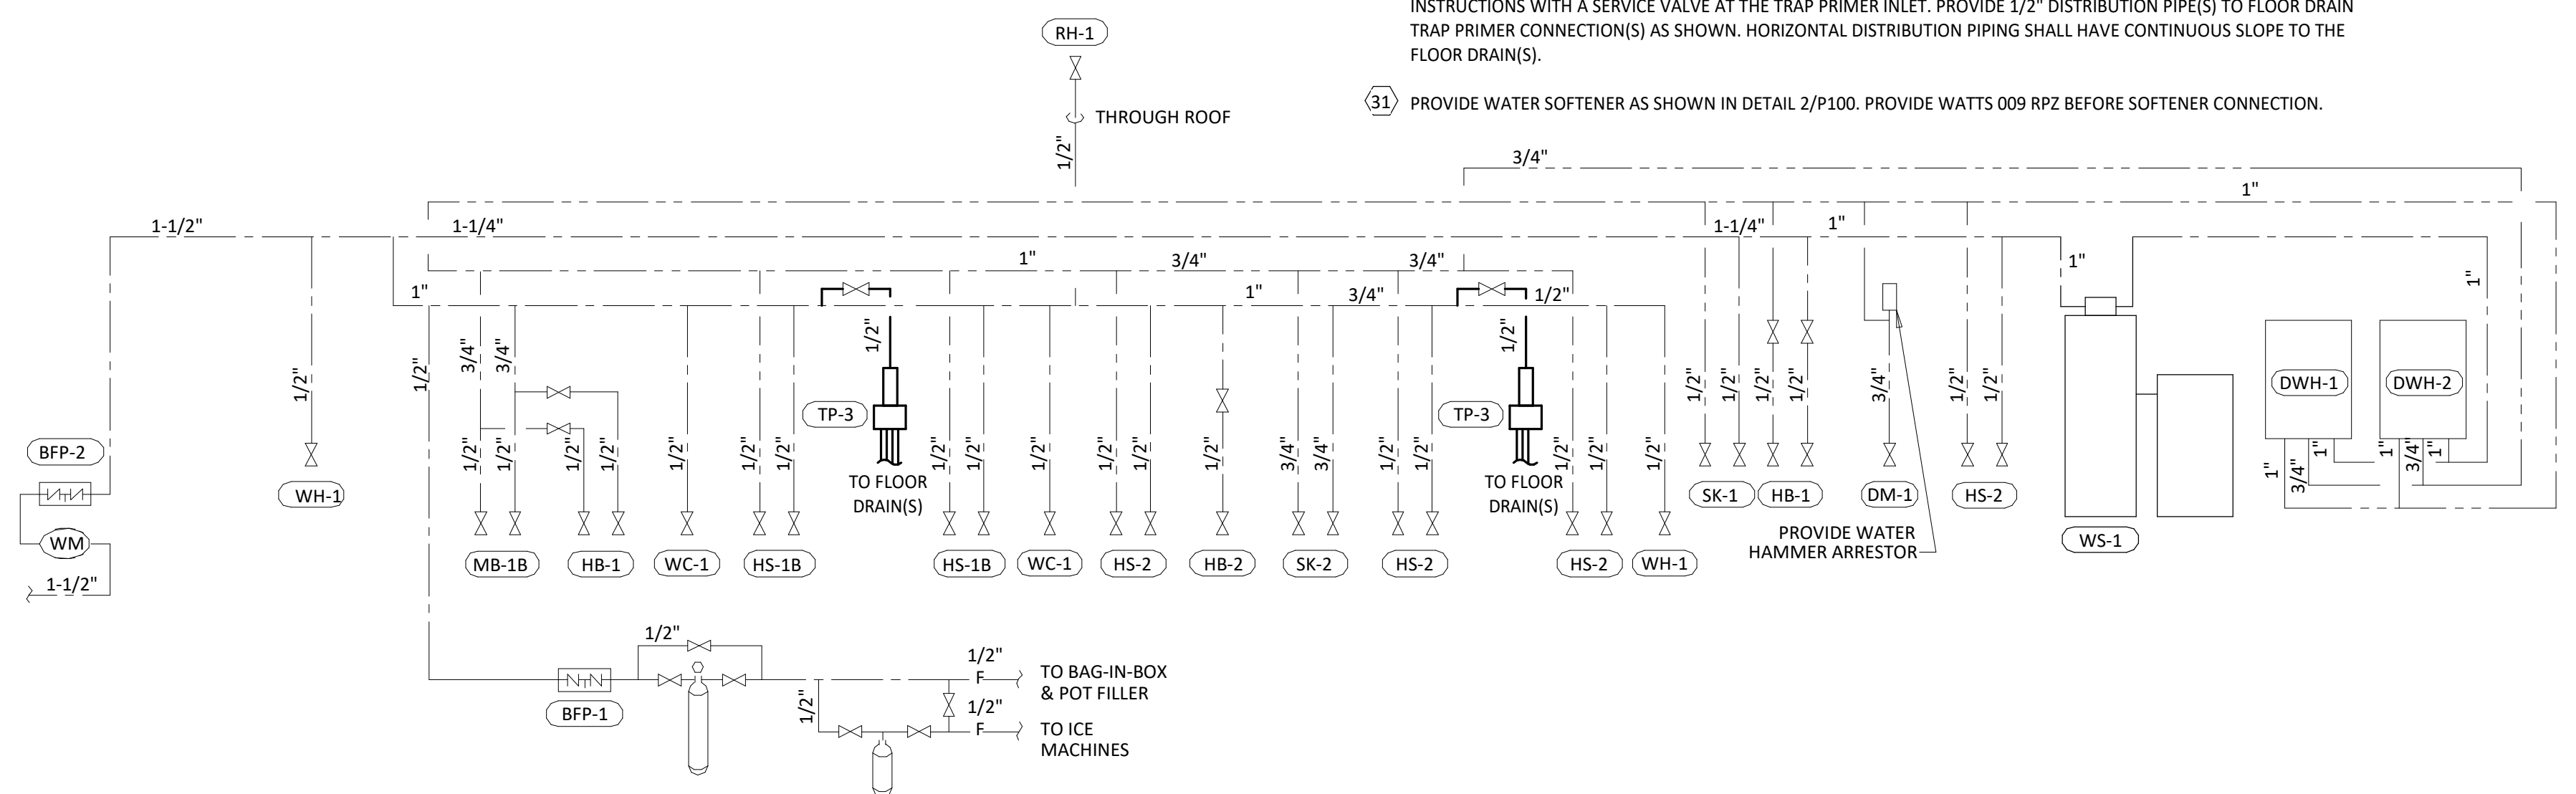 INSTRUCTIONS WITH A SERVICE VALVE AT THE TRAP PRIMER INLET. PROVIDE 1/2" DISTRIBUTION PIPE(S) TO FLOOR DRAIN
TRAP PRIMER CONNECTION(S) AS SHOWN. HORIZONTAL DISTRIBUTION PIPING SHALL HAVE CONTINUOUS SLOPE TO THE
FLOOR DRAIN(S).
31 PROVIDE WATER SOFTENER AS SHOWN IN DETAIL 2/P100. PROVIDE WATTS 009 RPZ BEFORE SOFTENER CONNECTION.
RH-1
THROUGH ROOF
1/2"
3/4"
1"
1-1/2"
1-1/4"
1-1/4"
1"
1"
3/4"
3/4"
1"
1"
1"
1"
3/4"
1/2"
1/2"
1/2"
3/4"
3/4"
1/2"
1/2"
1/2"
1/2"
1/2"
1/2"
1/2"
3/4"
1/2"
1/2"
DWH-1
DWH-2
TP-3
TP-3
BFP-2
1/2"
1/2"
1/2"
1/2"
1/2"
1/2"
1/2"
1/2"
1/2"
1/2"
1/2"
1/2"
1/2"
3/4"
3/4"
1/2"
1/2"
1/2"
1/2"
1/2"
1"
3/4"
1"
1"
3/4"
1"
TO FLOOR
DRAIN(S)
TO FLOOR
DRAIN(S)
WH-1
SK-1
HB-1
DM-1
HS-2
WM
PROVIDE WATER
HAMMER ARRESTOR
WS-1
MB-1B
HB-1
WC-1
HS-1B
HS-1B
WC-1
HS-2
HB-2
SK-2
HS-2
HS-2
WH-1
1-1/2"
1/2"
1/2"
F
TO BAG-IN-BOX
& POT FILLER
BFP-1
1/2"
1/2"
F
TO ICE
MACHINES